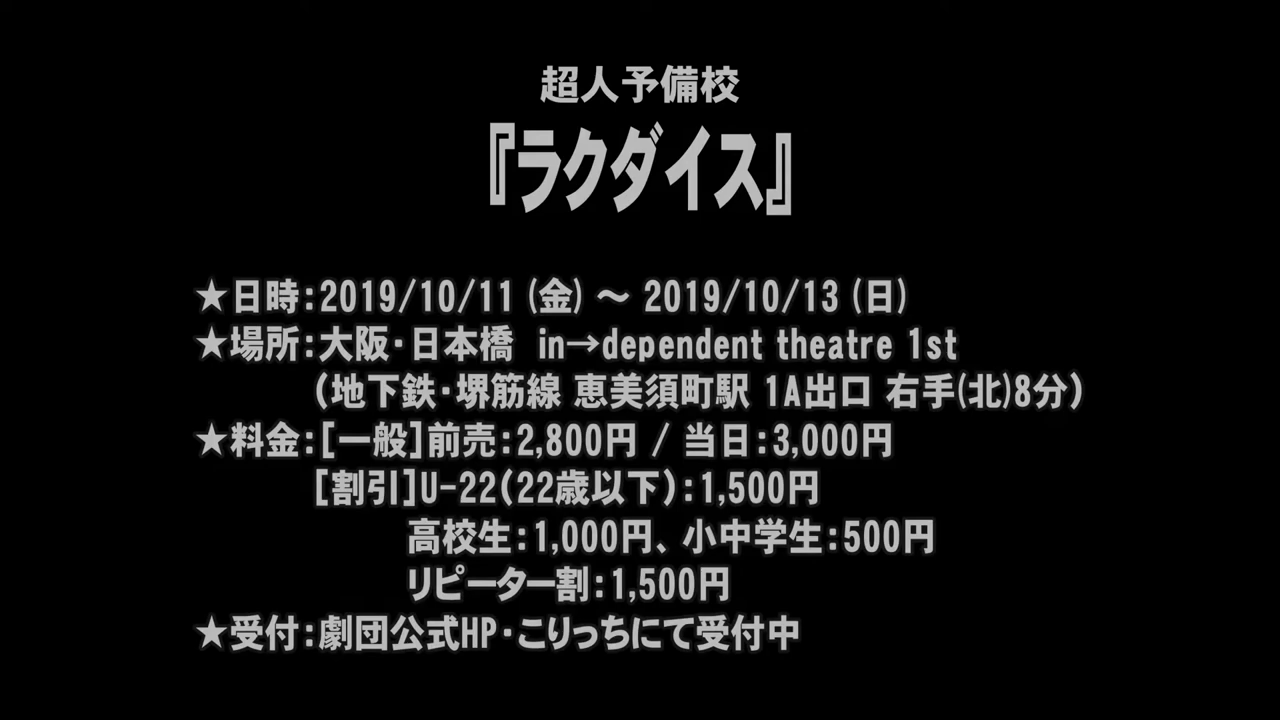 超人予備校
『ラクダイス』
★日時：2019/10/11（金）～ 2019/10/13（日）
★場所：大阪・日本橋　in→dependent theatre 1st
（地下鉄・堺筋線 恵美須町駅 1A出口 右手(北)8分）
★料金：[一般]前売：2,800円 / 当日：3,000円
[割引]U-22（22歳以下）：1,500円
高校生：1,000円、小中学生：500円
リピーター割：1,500円
★受付：劇団公式HP・こりっちにて受付中